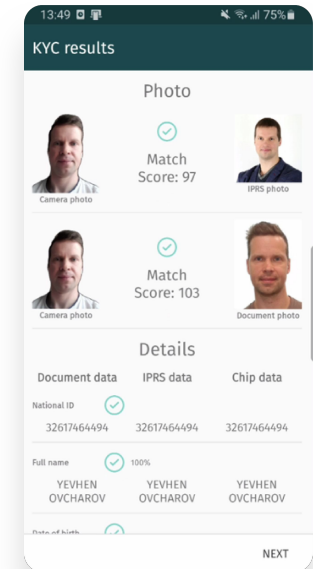 13:49 75%
KYC results
Photo
Match
Score: 97
Camera photo
IPRS photo
Match
Score: 103
Camera photo
Document photo
Details
Document data IPRS data Chip data
National ID
32617464494 32617464494 32617464494
Full name 100%
YEVHEN YEVHEN YEVHEN
OVCHAROV OVCHAROV OVCHAROV
Date of birth
NEXT